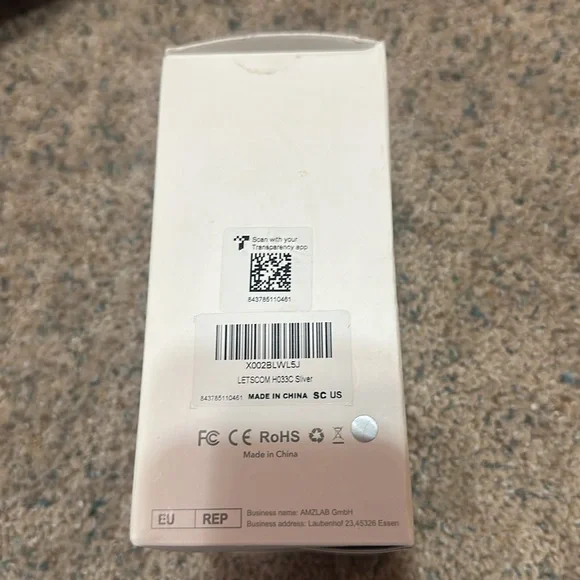 Scan with your
Transparency app
843785110461
X002BLWL5J
LETSCOM H033C Silver
843785110461 MADE IN CHINA SC US
FC CE RoHS
Made in China
EU REP
Business name: AMZLAB GmbH
Business address: Laubenhof 23,45326 Essen